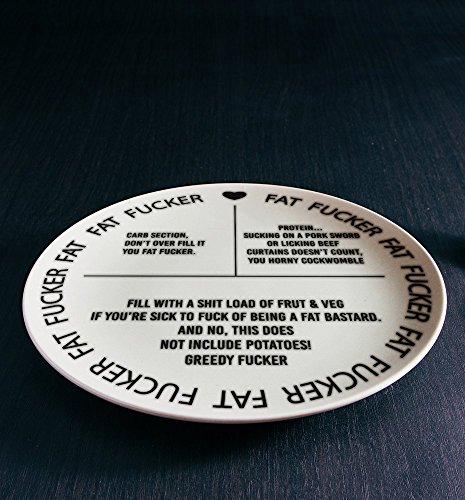 FAT FUCKER FAT FUCKER FAT FUCKER FAT FUCKER FAT FUCKER FAT FUCKER
CARB SECTION,
DON'T OVER FILL IT
YOU FAT FUCKER.
PROTEIN...
SUCKING ON A PORK SWORD
OR LICKING BEEF
CURTAINS DOESN'T COUNT,
YOU HORNY COCKWOMBLE
FILL WITH A SHIT LOAD OF FRUT & VEG
IF YOU'RE SICK TO FUCK OF BEING A FAT BASTARD.
AND NO, THIS DOES
NOT INCLUDE POTATOES!
GREEDY FUCKER